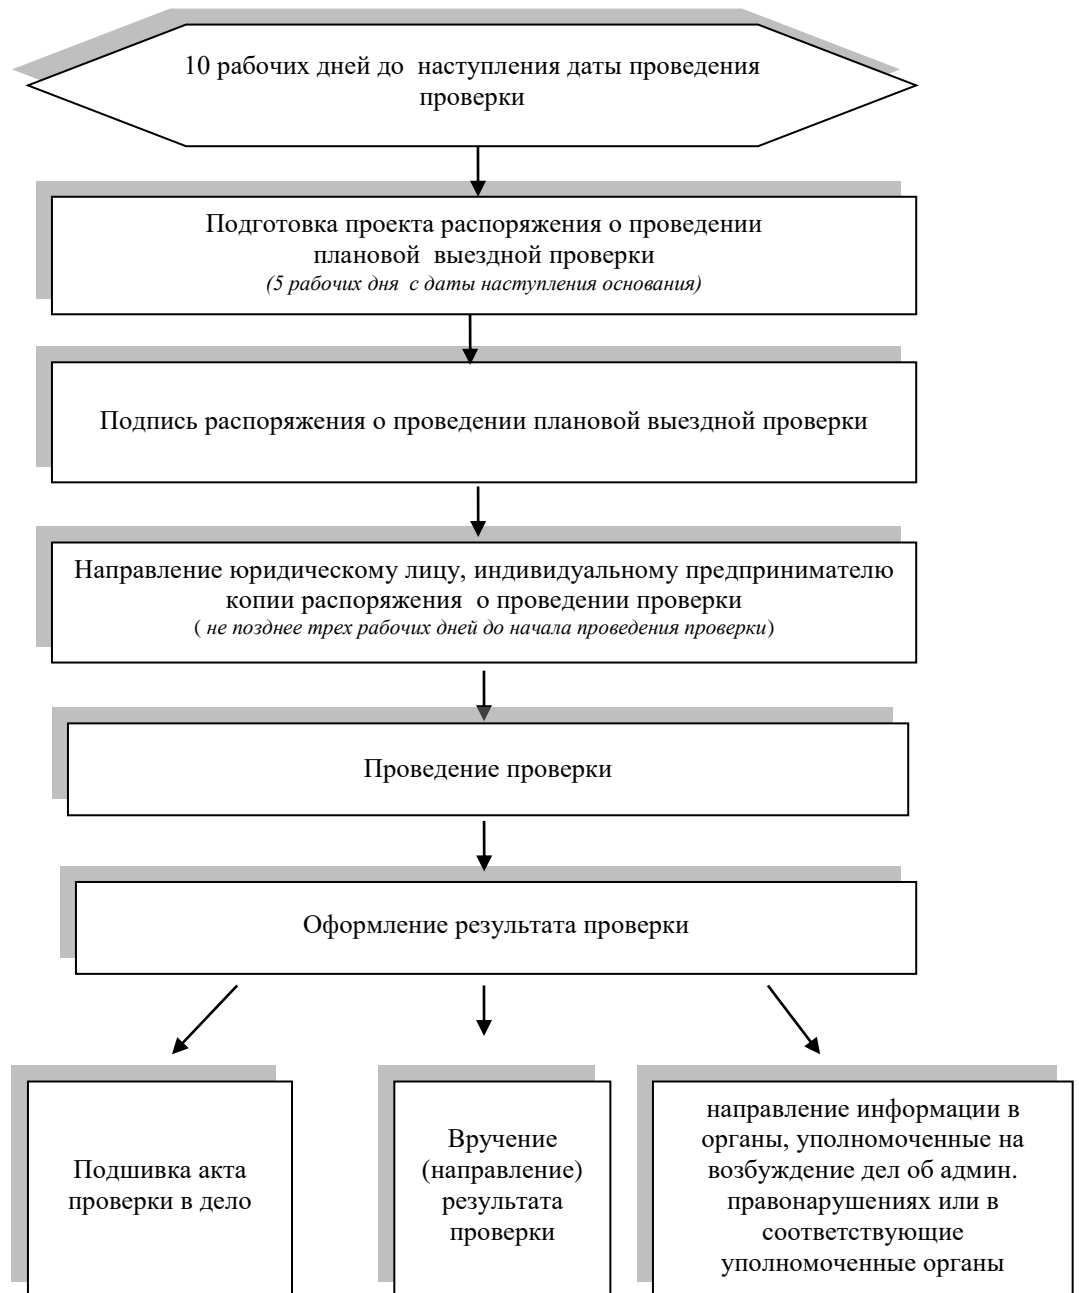 10 рабочих дней до наступления даты проведения
проверки
Подготовка проекта распоряжения о проведении
плановой выездной проверки
(5 рабочих дня с даты наступления основания)
Подпись распоряжения о проведении плановой выездной проверки
Направление юридическому лицу, индивидуальному предпринимателю
копии распоряжения о проведении проверки
( не позднее трех рабочих дней до начала проведения проверки)
Проведение проверки
Оформление результата проверки
Подшивка акта
проверки в дело
Вручение
(направление)
результата
проверки
направление информации в
органы, уполномоченные на
возбуждение дел об админ.
правонарушениях или в
соответствующие
уполномоченные органы